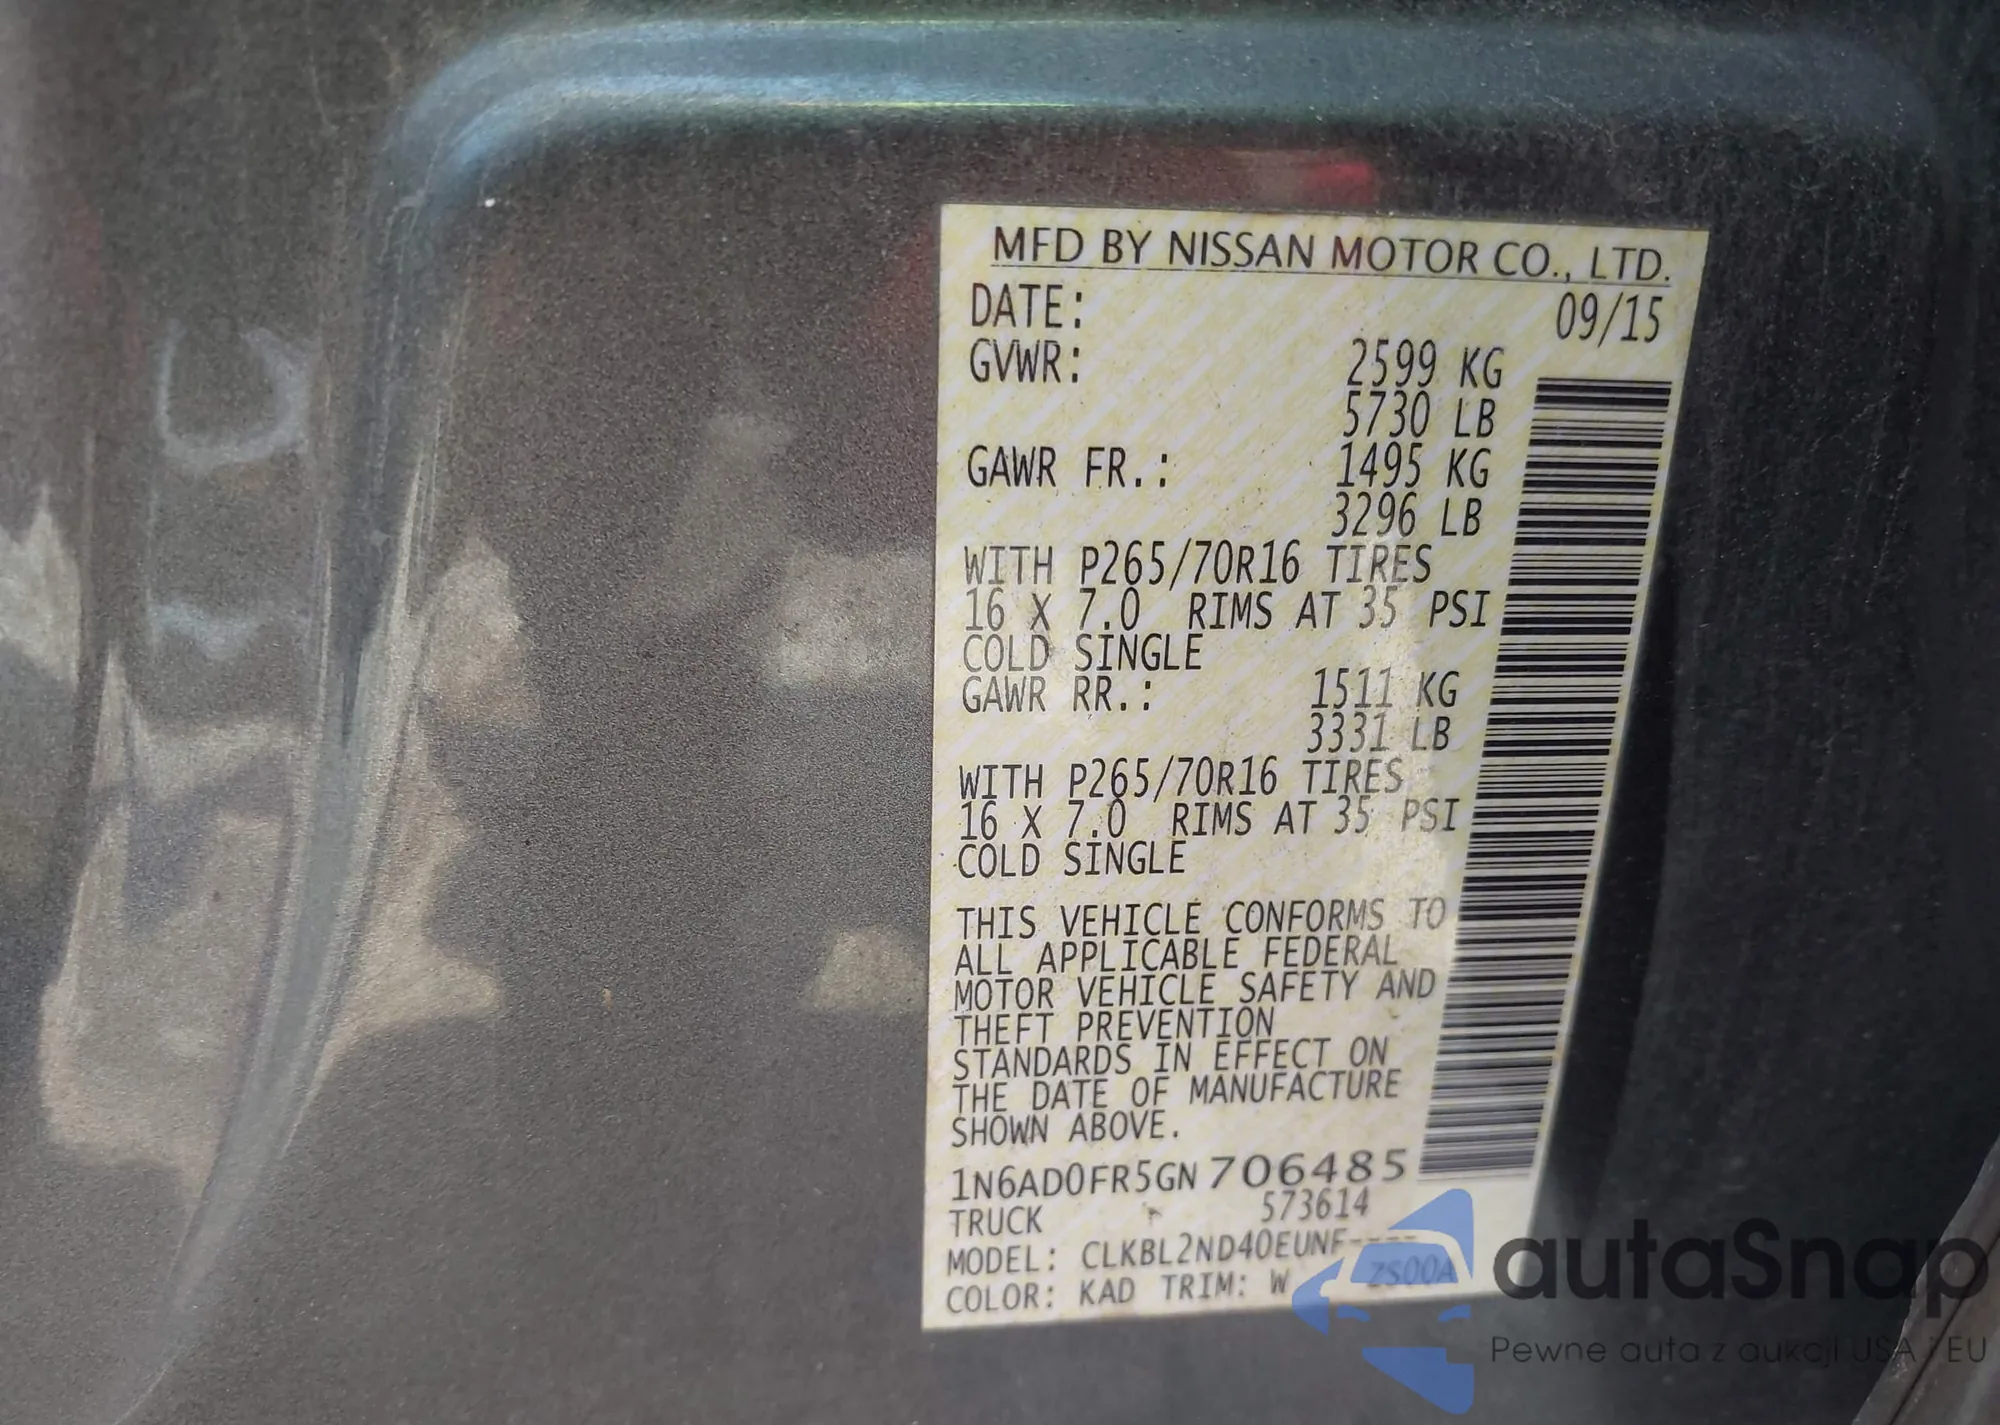 MFD BY NISSAN MOTOR CO., LTD.
DATE: 09/15
GVWR: 2599 KG
5730 LB
GAWR FR.: 1495 KG
3296 LB
WITH P265/70R16 TIRES
16 X 7.0 RIMS AT 35 PSI
COLD SINGLE
GAWR RR.: 1511 KG
3331 LB
WITH P265/70R16 TIRES
16 X 7.0 RIMS AT 35 PSI
COLD SINGLE
THIS VEHICLE CONFORMS TO
ALL APPLICABLE FEDERAL
MOTOR VEHICLE SAFETY AND
THEFT PREVENTION
STANDARDS IN EFFECT ON
THE DATE OF MANUFACTURE
SHOWN ABOVE.
1N6AD0FR5GN706485
TRUCK 573614
MODEL: CLKBL2ND40EUNF----
COLOR: KAD TRIM: W ZS00A
autaSnap
Pewne auta z aukcji USA i EU